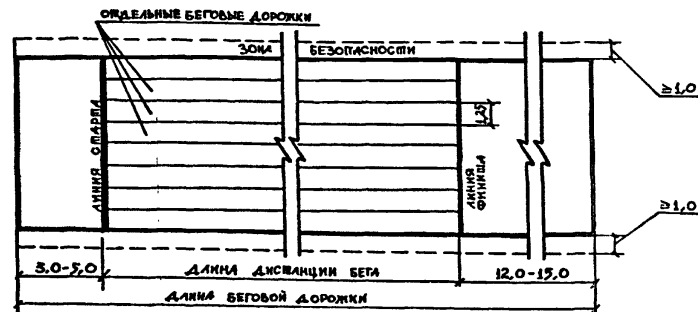 ОТДЕЛЬНЫЕ БЕГОВЫЕ ДОРОЖКИ
ЗОНА БЕЗОПАСНОСТИ
≥1,0
1,25
ЛИНИЯ СТАРТА
ЛИНИЯ
ФИНИША
≥1,0
3,0-5,0
ДЛИНА ДИСТАНЦИИ БЕГА
12,0-15,0
ДЛИНА БЕГОВОЙ ДОРОЖКИ